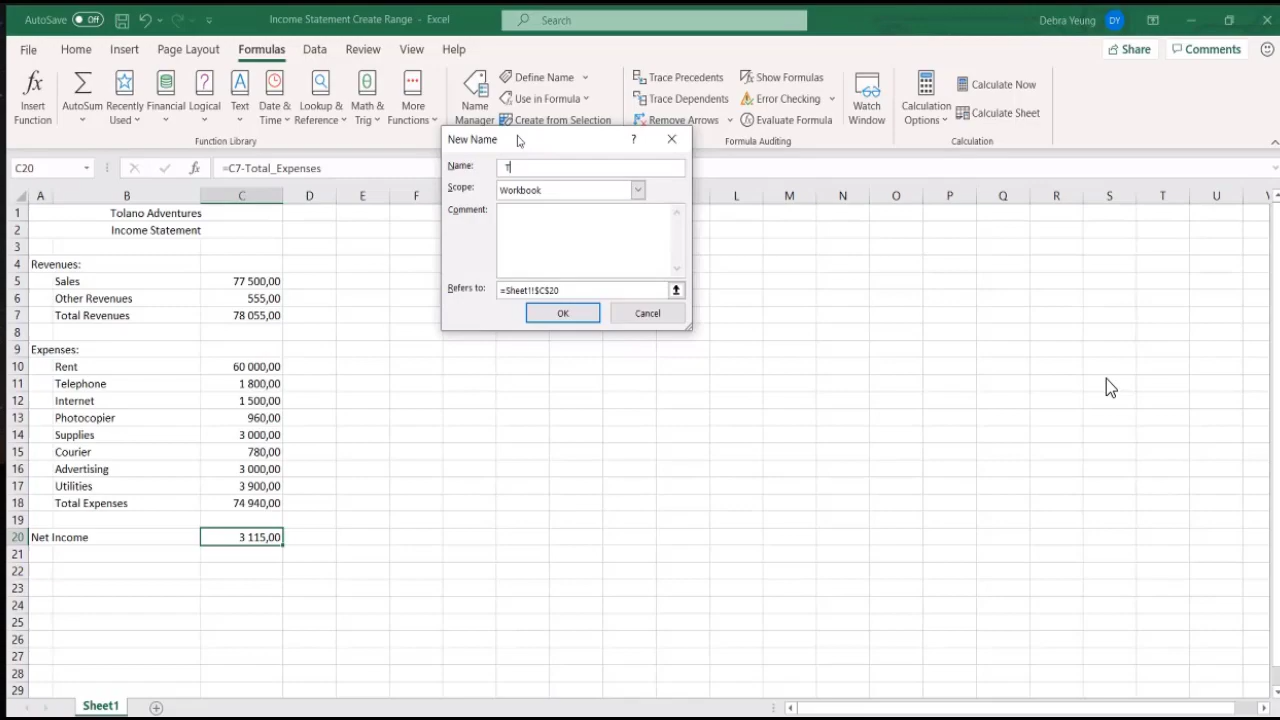 AutoSave Off Income Statement Create Range - Excel Search Debra Yeung DY
File Home Insert Page Layout Formulas Data Review View Help Share Comments
Insert Function
AutoSum
Recently Used
Financial
Logical
Text
Date & Time
Lookup & Reference
Math & Trig
More Functions
Function Library
Name Manager
Define Name
Use in Formula
Create from Selection
Trace Precedents
Trace Dependents
Remove Arrows
Show Formulas
Error Checking
Evaluate Formula
Formula Auditing
Watch Window
Calculation Options
Calculate Now
Calculate Sheet
Calculation
New Name ?
Name: T
Scope: Workbook
Comment:
Refers to: =Sheet1!$C$20
OK Cancel
C20 fx =C7-Total_Expenses
A B C D E F L M N O P Q R S T U V
1 Tolano Adventures
2 Income Statement
3
4 Revenues:
5 Sales 77 500,00
6 Other Revenues 555,00
7 Total Revenues 78 055,00
8
9 Expenses:
10 Rent 60 000,00
11 Telephone 1 800,00
12 Internet 1 500,00
13 Photocopier 960,00
14 Supplies 3 000,00
15 Courier 780,00
16 Advertising 3 000,00
17 Utilities 3 900,00
18 Total Expenses 74 940,00
19
20 Net Income 3 115,00
21
22
23
24
25
26
27
28
29
Sheet1